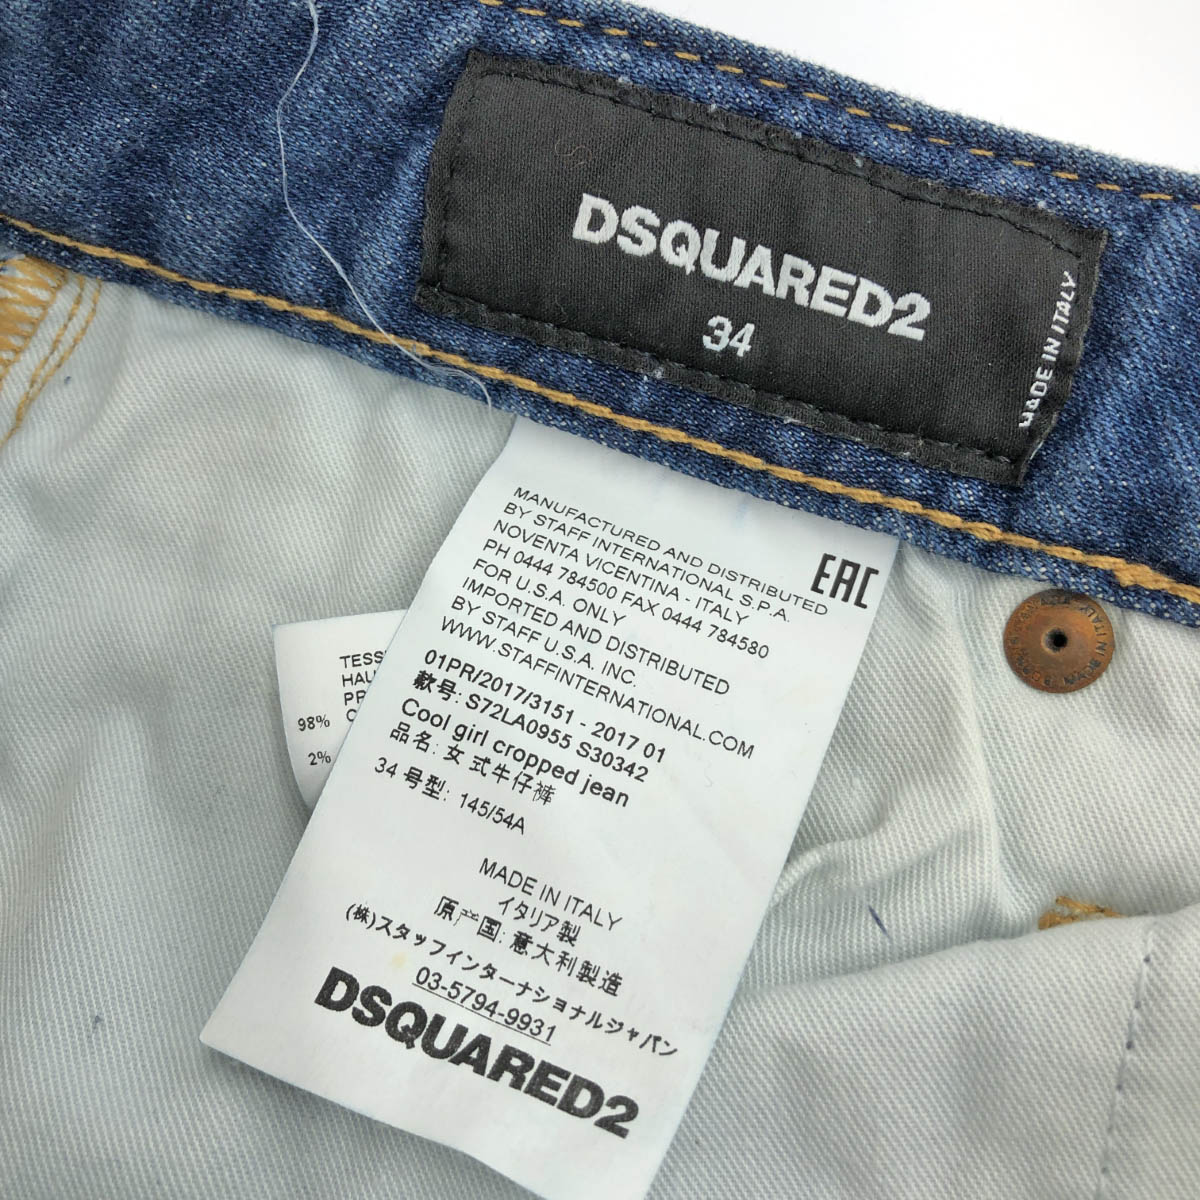 DSQUARED2
34
MADE IN ITALY
MANUFACTURED AND DISTRIBUTED
BY STAFF INTERNATIONAL S.P.A.
NOVENTA VICENTINA - ITALY
PH 0444 784500 FAX 0444 784580
FOR U.S.A. ONLY
IMPORTED AND DISTRIBUTED
BY STAFF U.S.A. INC.
WWW.STAFFINTERNATIONAL.COM
EAC
01PR/2017/3151 - 2017 01
款号: S72LA0955 S30342
Cool girl cropped jean
品名: 女式牛仔裤
34 号型: 145/54A
MADE IN ITALY
イタリア製
原产国: 意大利製造
(株)スタッフインターナショナルジャパン
03-5794-9931
DSQUARED2
TESS
HAU
PR
98%
2%